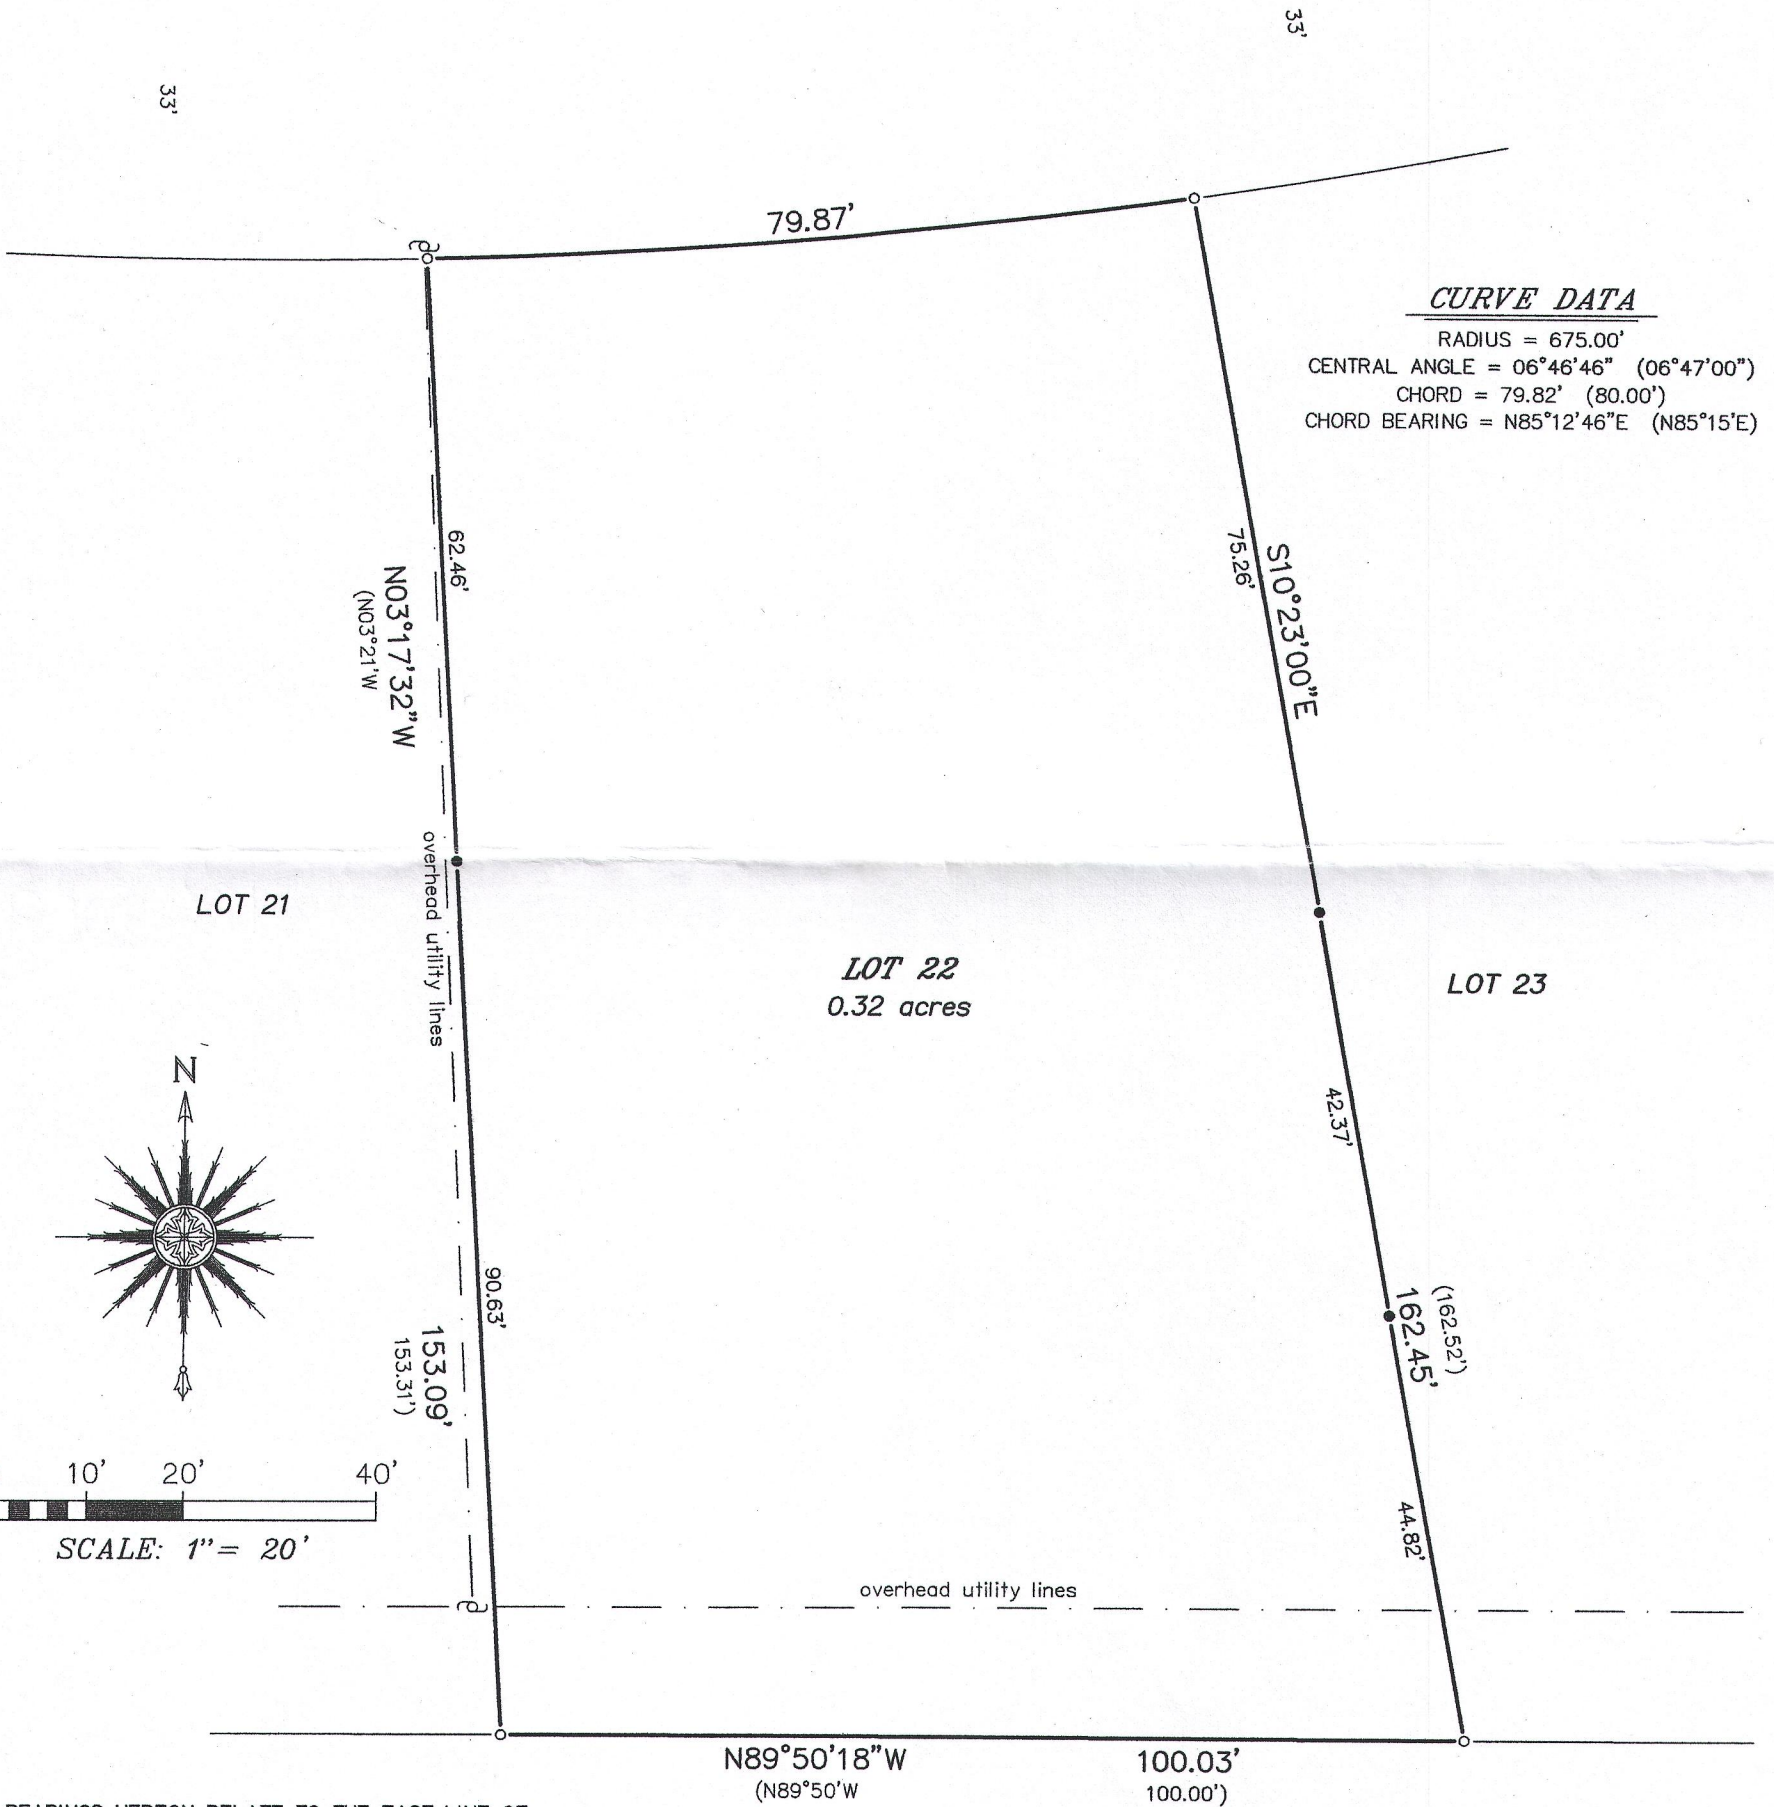 33'
33'
79.87'
CURVE DATA
RADIUS = 675.00'
CENTRAL ANGLE = 06°46'46" (06°47'00")
CHORD = 79.82' (80.00')
CHORD BEARING = N85°12'46"E (N85°15'E)
62.46'
N03°17'32"W
(N03°21'W
75.26'
S10°23'00"E
overhead utility lines
LOT 21
LOT 22
0.32 acres
LOT 23
N
42.37'
90.63'
153.09'
153.31')
(162.52')
162.45'
10' 20' 40'
SCALE: 1"= 20'
44.82'
overhead utility lines
N89°50'18"W 100.03'
(N89°50'W 100.00')